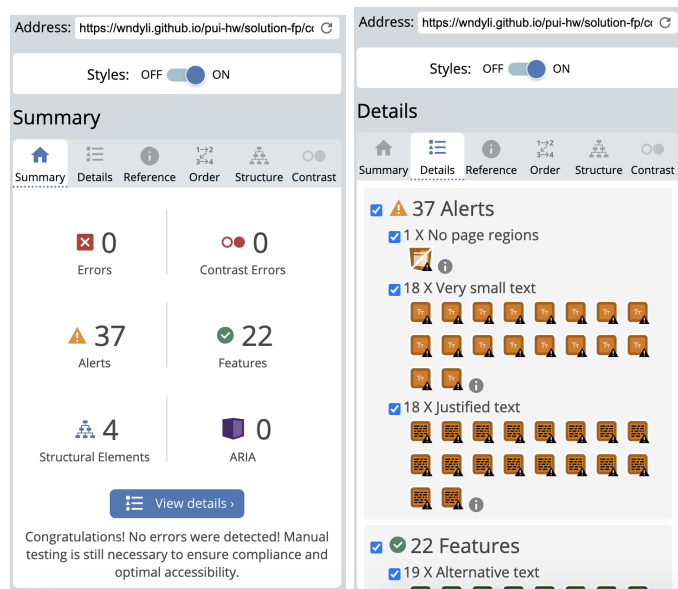 Address: https://wndyli.github.io/pui-hw/solution-fp/
Styles: OFF ON
Summary
Summary Details Reference Order Structure Contrast
0 0
Errors Contrast Errors
37 22
Alerts Features
4 0
Structural Elements ARIA
View details ›
Congratulations! No errors were detected! Manual
testing is still necessary to ensure compliance and
optimal accessibility.
Address: https://wndyli.github.io/pui-hw/solution-fp/
Styles: OFF ON
Details
Summary Details Reference Order Structure Contrast
37 Alerts
1 X No page regions
18 X Very small text
18 X Justified text
22 Features
19 X Alternative text